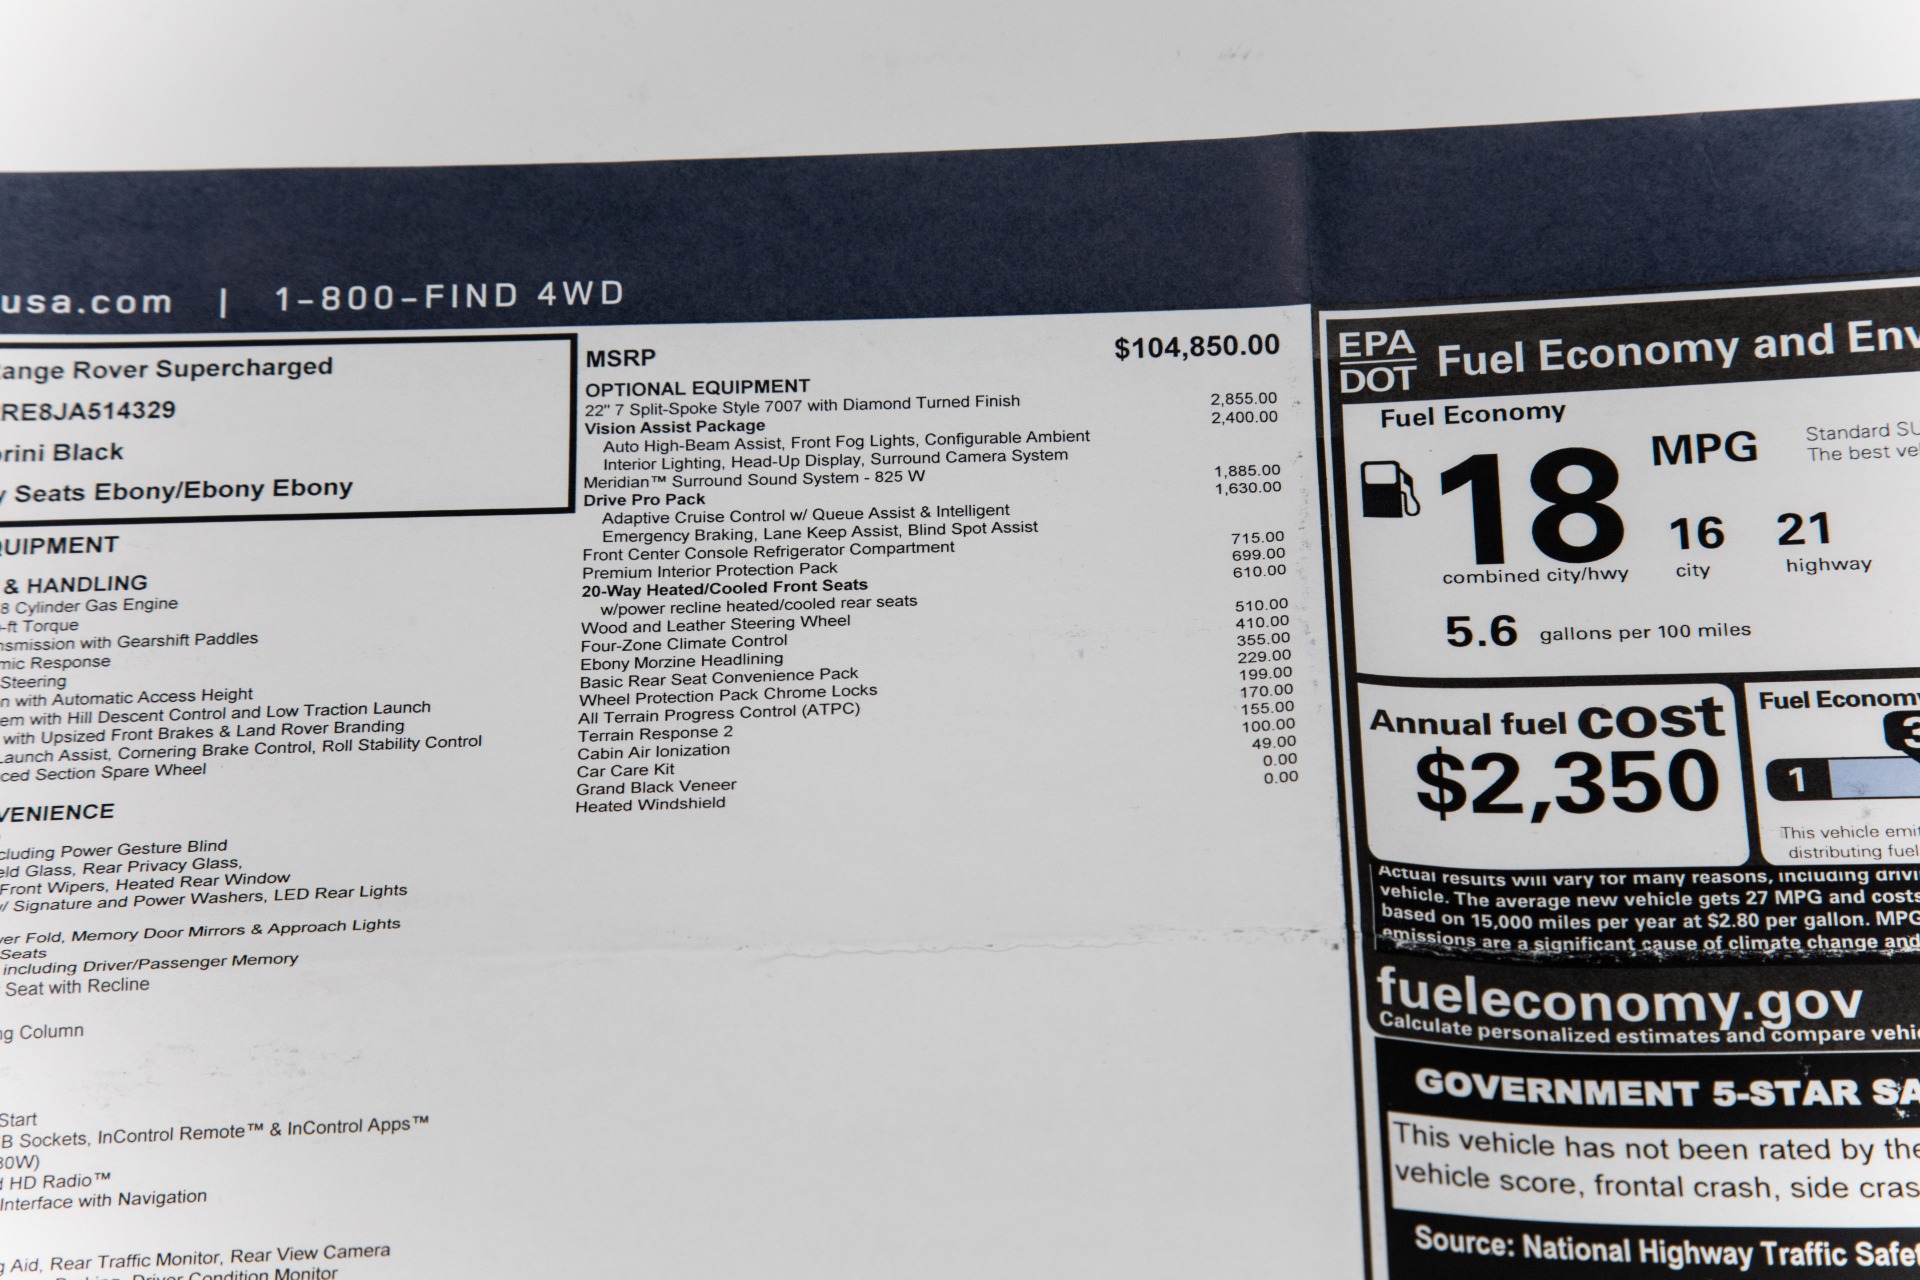 usa.com | 1-800-FIND 4WD
ange Rover Supercharged
RE8JA514329
rini Black
y Seats Ebony/Ebony Ebony
QUIPMENT
& HANDLING
8 Cylinder Gas Engine
-ft Torque
nsmission with Gearshift Paddles
mic Response
Steering
n with Automatic Access Height
em with Hill Descent Control and Low Traction Launch
with Upsized Front Brakes & Land Rover Branding
Launch Assist, Cornering Brake Control, Roll Stability Control
ced Section Spare Wheel
VENIENCE
cluding Power Gesture Blind
eld Glass, Rear Privacy Glass,
Front Wipers, Heated Rear Window
w/ Signature and Power Washers, LED Rear Lights
ver Fold, Memory Door Mirrors & Approach Lights
Seats
including Driver/Passenger Memory
Seat with Recline
ng Column
Start
B Sockets, InControl Remote™ & InControl Apps™
80W)
d HD Radio™
Interface with Navigation
g Aid, Rear Traffic Monitor, Rear View Camera
Driver Condition Monitor
MSRP $104,850.00
OPTIONAL EQUIPMENT
22" 7 Split-Spoke Style 7007 with Diamond Turned Finish 2,855.00
Vision Assist Package 2,400.00
Auto High-Beam Assist, Front Fog Lights, Configurable Ambient
Interior Lighting, Head-Up Display, Surround Camera System
Meridian™ Surround Sound System - 825 W 1,885.00
Drive Pro Pack 1,630.00
Adaptive Cruise Control w/ Queue Assist & Intelligent
Emergency Braking, Lane Keep Assist, Blind Spot Assist
Front Center Console Refrigerator Compartment 715.00
Premium Interior Protection Pack 699.00
20-Way Heated/Cooled Front Seats 610.00
w/power recline heated/cooled rear seats
Wood and Leather Steering Wheel 510.00
Four-Zone Climate Control 410.00
Ebony Morzine Headlining 355.00
Basic Rear Seat Convenience Pack 229.00
Wheel Protection Pack Chrome Locks 199.00
All Terrain Progress Control (ATPC) 170.00
Terrain Response 2 155.00
Cabin Air Ionization 100.00
Car Care Kit 49.00
Grand Black Veneer 0.00
Heated Windshield 0.00
EPA
DOT
Fuel Economy and Env
Fuel Economy
18 MPG
Standard SU
The best ve
16 21
combined city/hwy city highway
5.6 gallons per 100 miles
Annual fuel cost
$2,350
Fuel Economy
3
1
This vehicle emit
distributing fuel
Actual results will vary for many reasons, including drivi
vehicle. The average new vehicle gets 27 MPG and costs
based on 15,000 miles per year at $2.80 per gallon. MPG
emissions are a significant cause of climate change and
fueleconomy.gov
Calculate personalized estimates and compare vehic
GOVERNMENT 5-STAR SA
This vehicle has not been rated by the
vehicle score, frontal crash, side cras
Source: National Highway Traffic Safet